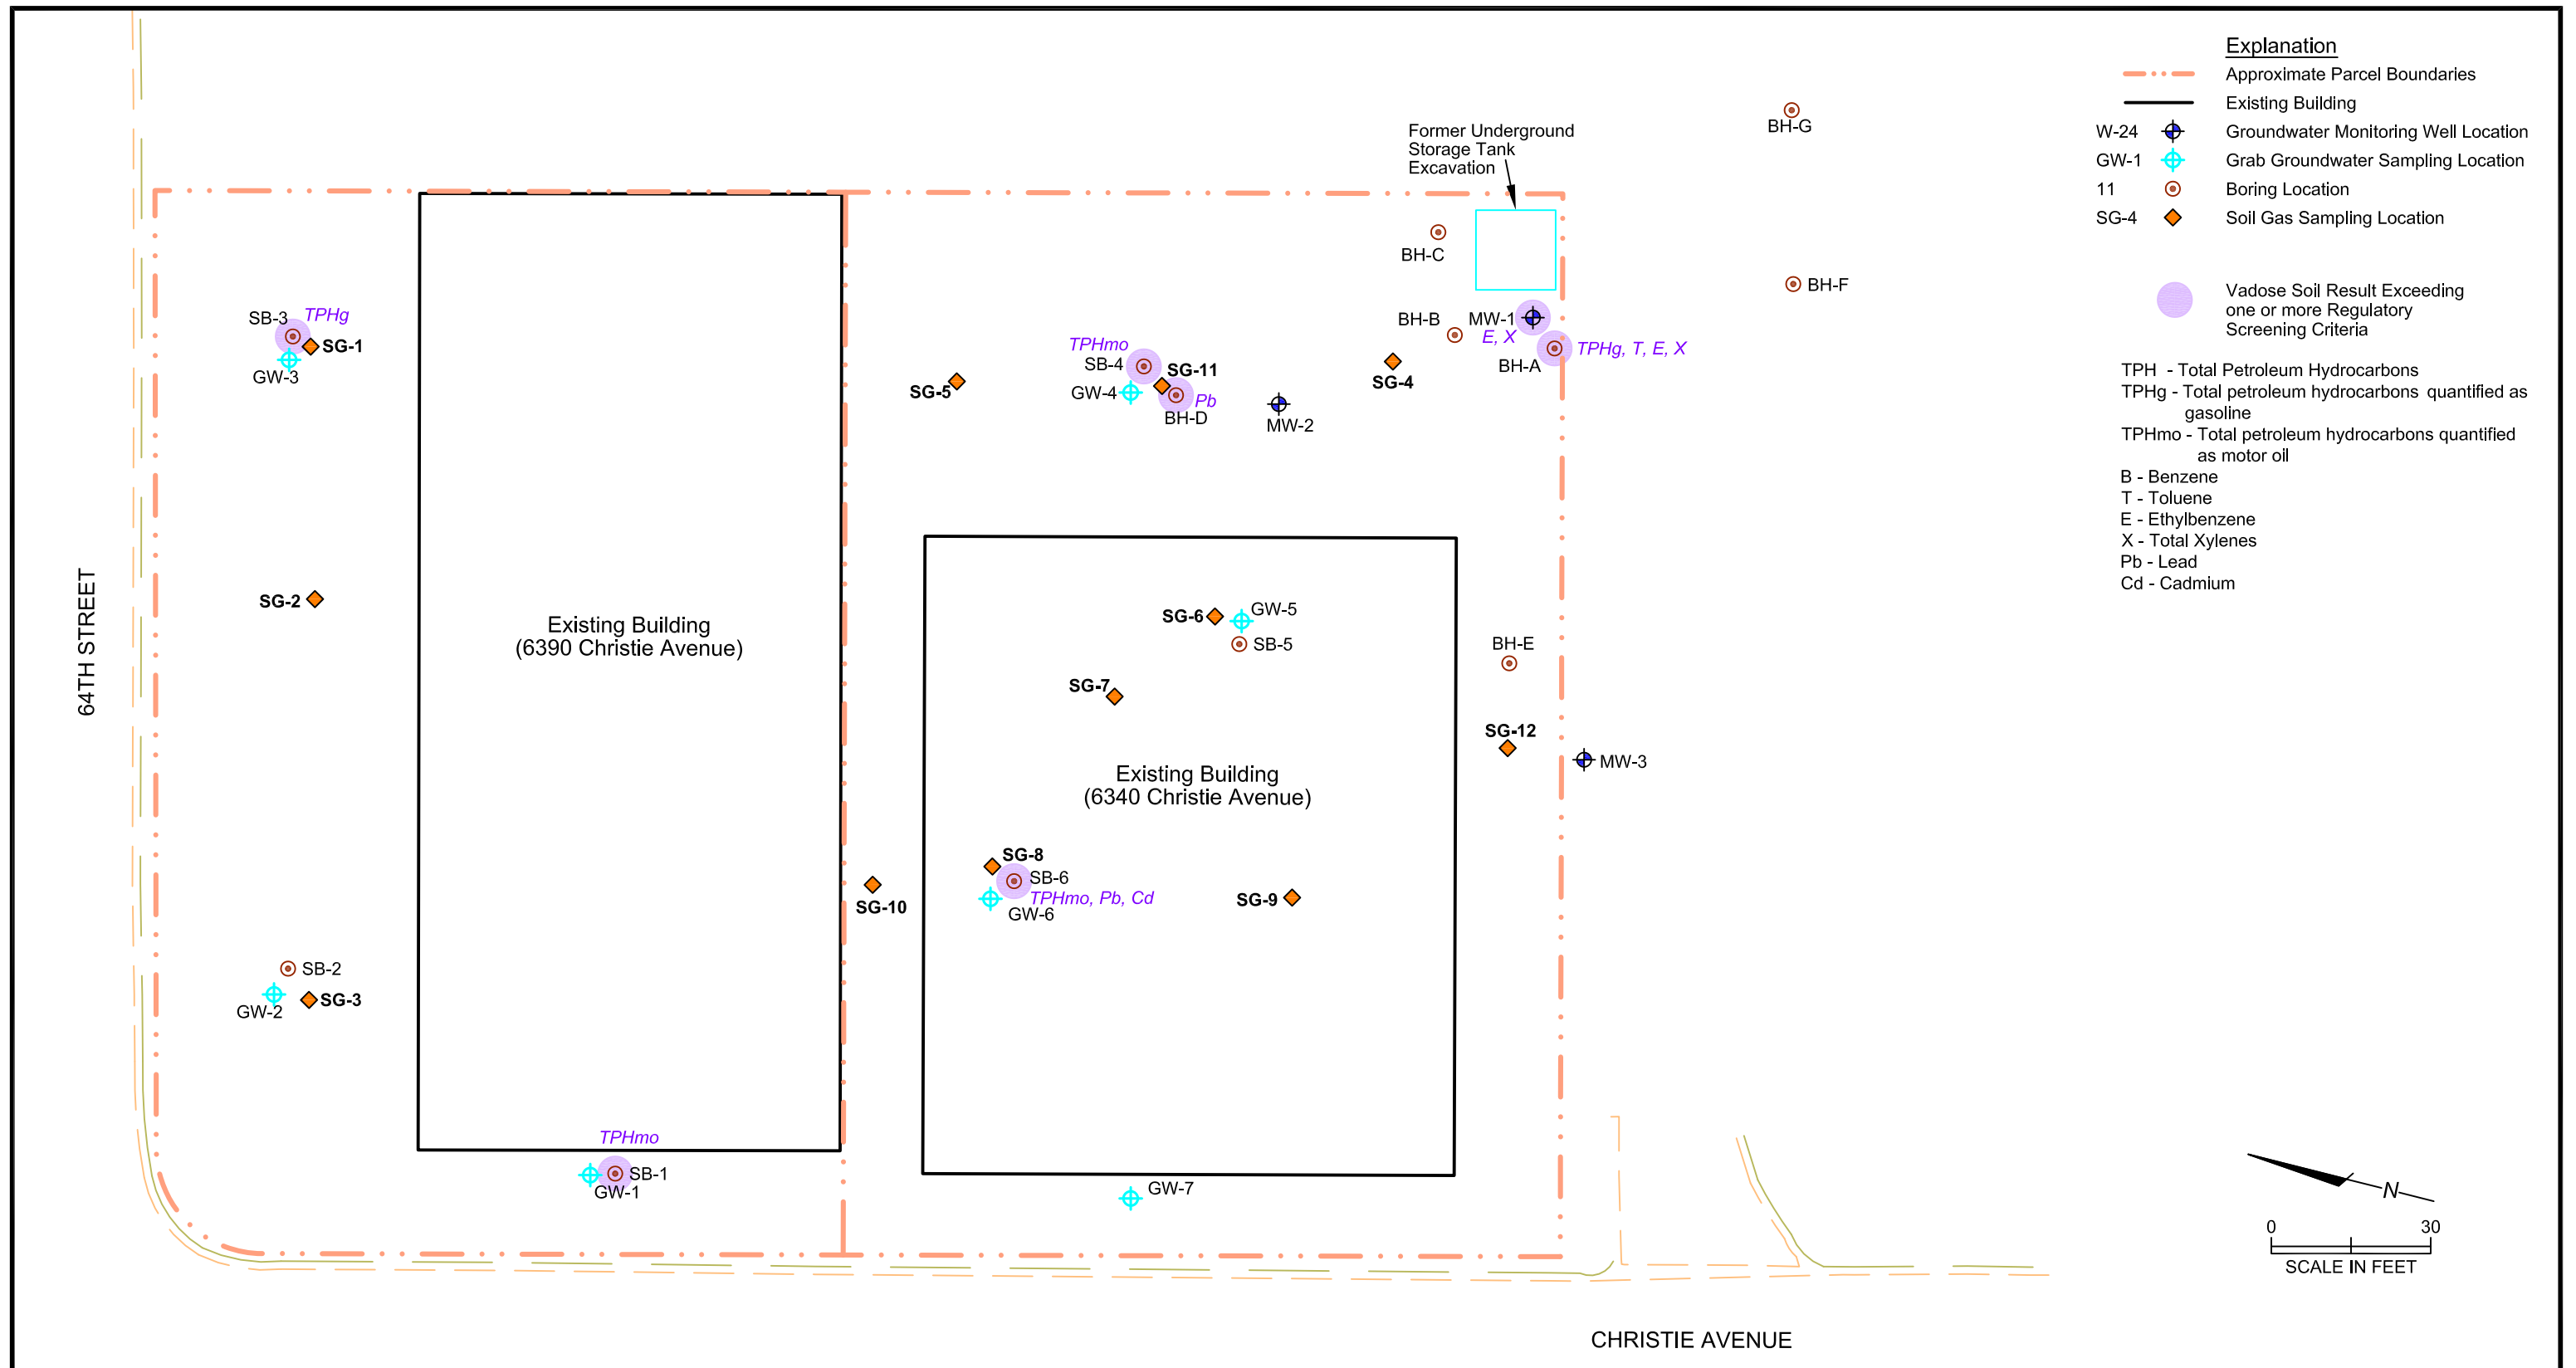 Explanation
Approximate Parcel Boundaries
Existing Building
W-24 Groundwater Monitoring Well Location
GW-1 Grab Groundwater Sampling Location
11 Boring Location
SG-4 Soil Gas Sampling Location
Vadose Soil Result Exceeding
one or more Regulatory
Screening Criteria
TPH - Total Petroleum Hydrocarbons
TPHg - Total petroleum hydrocarbons quantified as
gasoline
TPHmo - Total petroleum hydrocarbons quantified
as motor oil
B - Benzene
T - Toluene
E - Ethylbenzene
X - Total Xylenes
Pb - Lead
Cd - Cadmium
BH-G
Former Underground
Storage Tank
Excavation
BH-C
BH-F
SB-3
TPHg
SG-1
GW-3
BH-B
MW-1
E, X
TPHg, T, E, X
BH-A
TPHmo
SB-4
SG-11
GW-4
Pb
BH-D
SG-5
SG-4
MW-2
64TH STREET
SG-2
Existing Building
(6390 Christie Avenue)
SG-6
GW-5
SB-5
BH-E
SG-7
SG-12
MW-3
Existing Building
(6340 Christie Avenue)
SG-8
SB-6
TPHmo, Pb, Cd
GW-6
SG-9
SG-10
SB-2
SG-3
GW-2
TPHmo
SB-1
GW-1
GW-7
N
0 30
SCALE IN FEET
CHRISTIE AVENUE